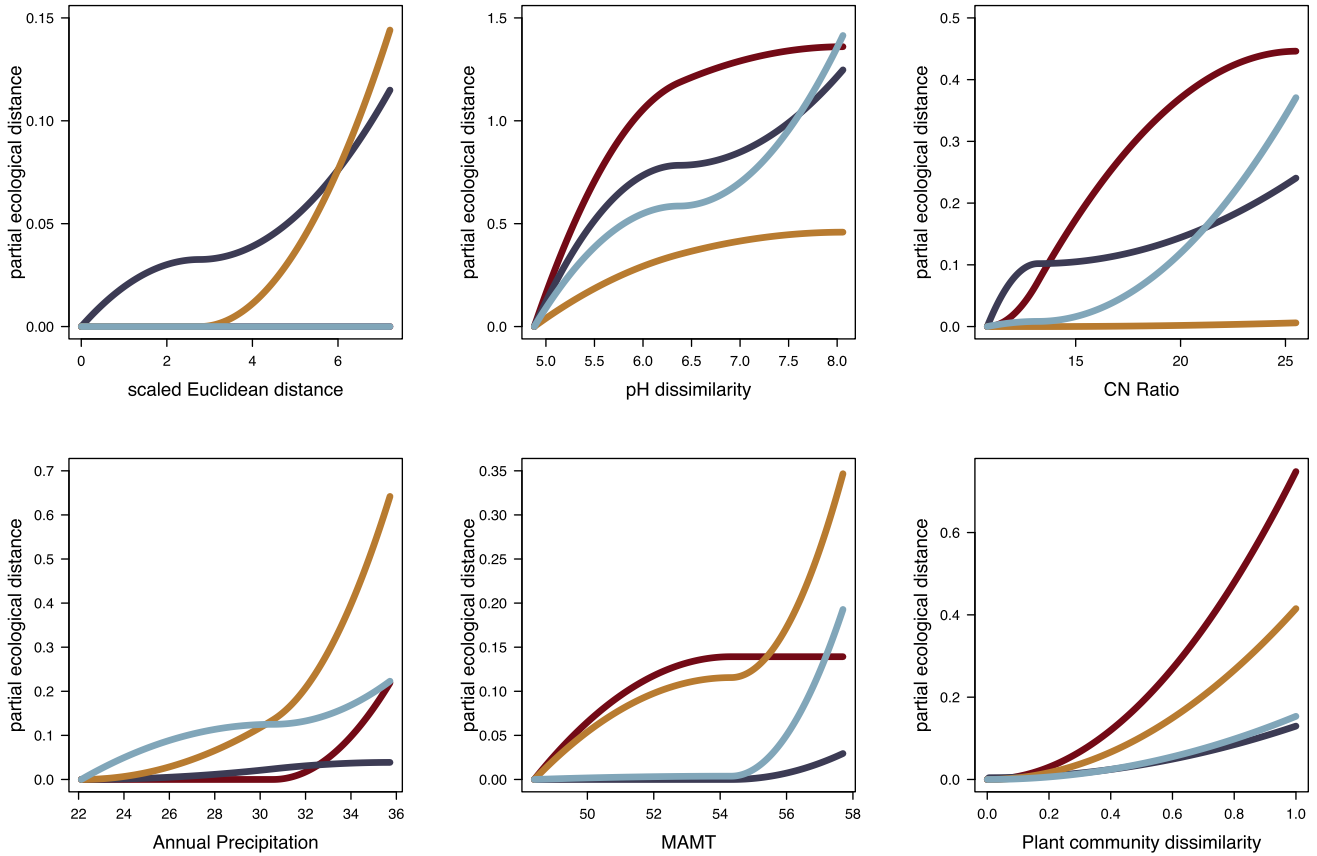 partial ecological distance
0.15
0.10
0.05
0.00
0 2 4 6
scaled Euclidean distance
partial ecological distance
1.5
1.0
0.5
0.0
5.0 5.5 6.0 6.5 7.0 7.5 8.0
pH dissimilarity
partial ecological distance
0.5
0.4
0.3
0.2
0.1
0.0
15 20 25
CN Ratio
partial ecological distance
0.7
0.6
0.5
0.4
0.3
0.2
0.1
0.0
22 24 26 28 30 32 34 36
Annual Precipitation
partial ecological distance
0.35
0.30
0.25
0.20
0.15
0.10
0.05
0.00
50 52 54 56 58
MAMT
partial ecological distance
0.6
0.4
0.2
0.0
0.0 0.2 0.4 0.6 0.8 1.0
Plant community dissimilarity